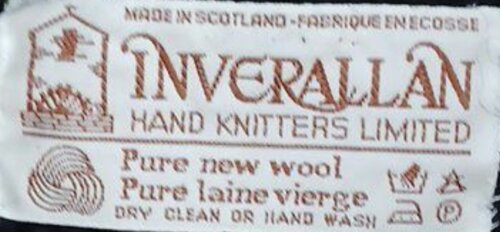 MADE IN SCOTLAND-FABRIQUE EN ECOSSE
INVERALLAN
HAND KNITTERS LIMITED
Pure new wool
Pure laine vierge
DRY CLEAN OR HAND WASH
P